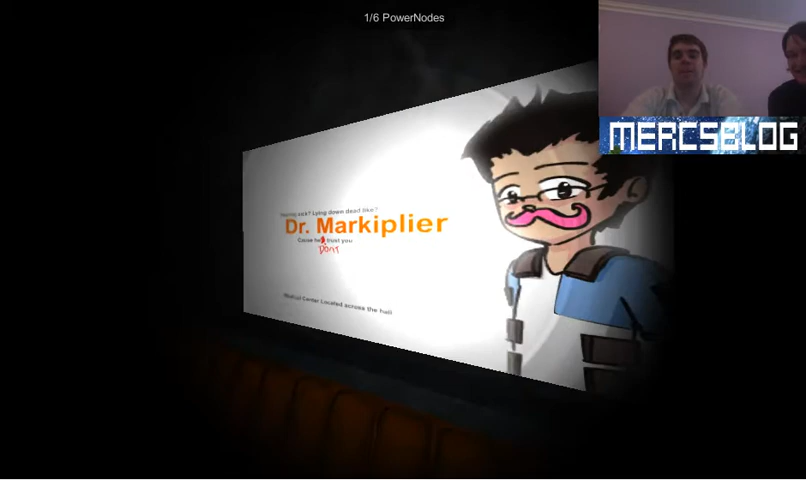 1/6 PowerNodes
MERCSBLOG
Feeling sick? Lying down dead like?
Dr. Markiplier
Cause he trust you
DONT
Medical Center Located across the hall